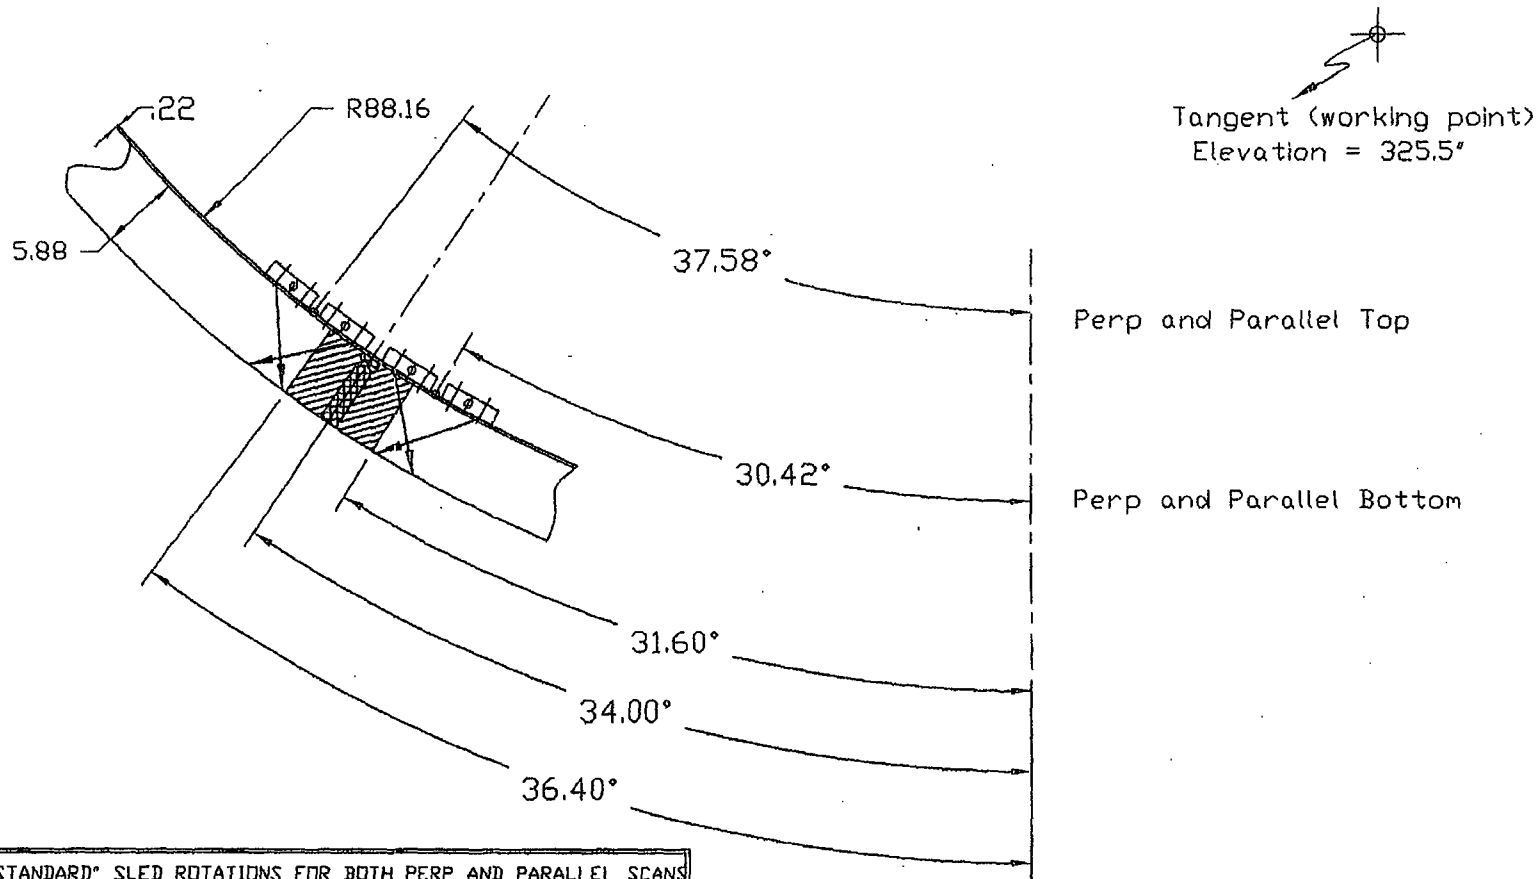 .22
R88.16
Tangent (working point)
Elevation = 325.5"
5.88
37.58°
Perp and Parallel Top
30.42°
Perp and Parallel Bottom
31.60°
34.00°
36.40°
STANDARD" SLED ROTATIONS FOR BOTH PERP AND PARALLEL SCANS